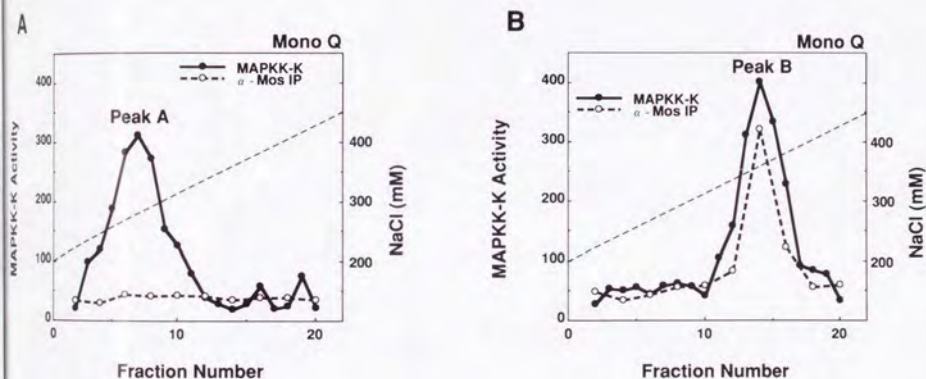 A
Mono Q
MAPKK-K
α - Mos IP
Peak A
MAPKK-K Activity
400
300
200
100
0
0
10
20
400
300
200
NaCl (mM)
Fraction Number
B
Mono Q
Peak B
MAPKK-K
α - Mos IP
MAPKK-K Activity
400
300
200
100
0
0
10
20
400
300
200
NaCl (mM)
Fraction Number